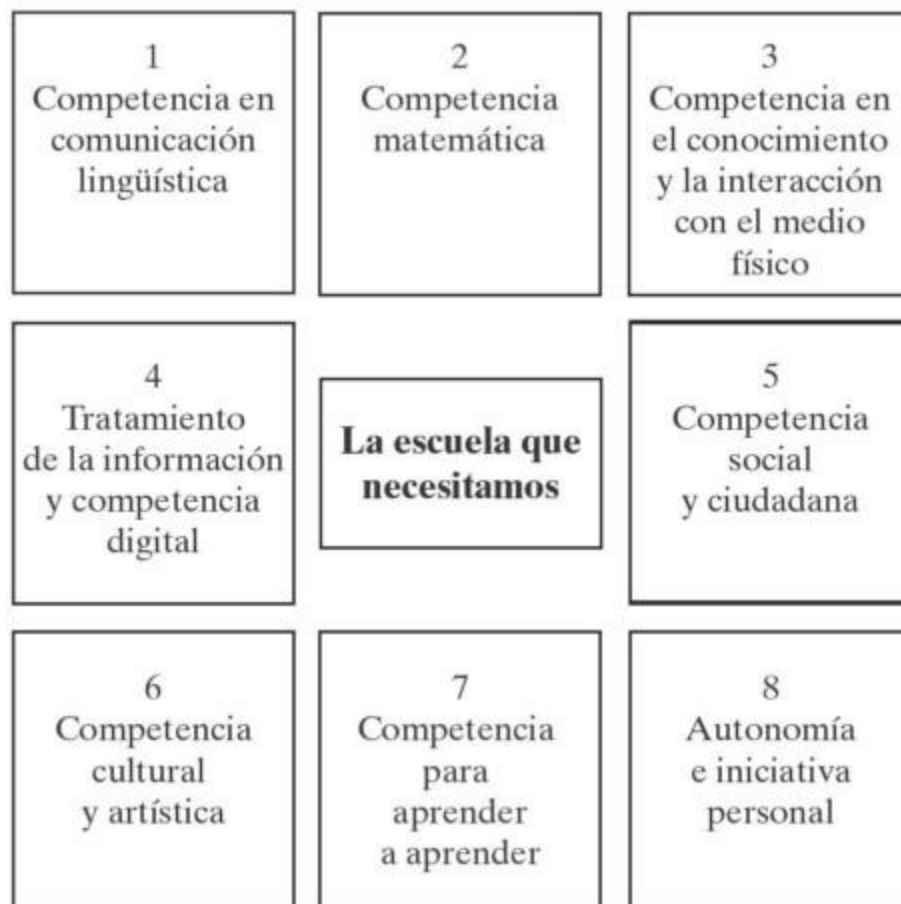 1
Competencia en
comunicación
lingüística
2
Competencia
matemática
3
Competencia en
el conocimiento
y la interacción
con el medio
físico
4
Tratamiento
de la información
y competencia
digital
La escuela que
necesitamos
5
Competencia
social
y ciudadana
6
Competencia
cultural
y artística
7
Competencia
para
aprender
a aprender
8
Autonomía
e iniciativa
personal